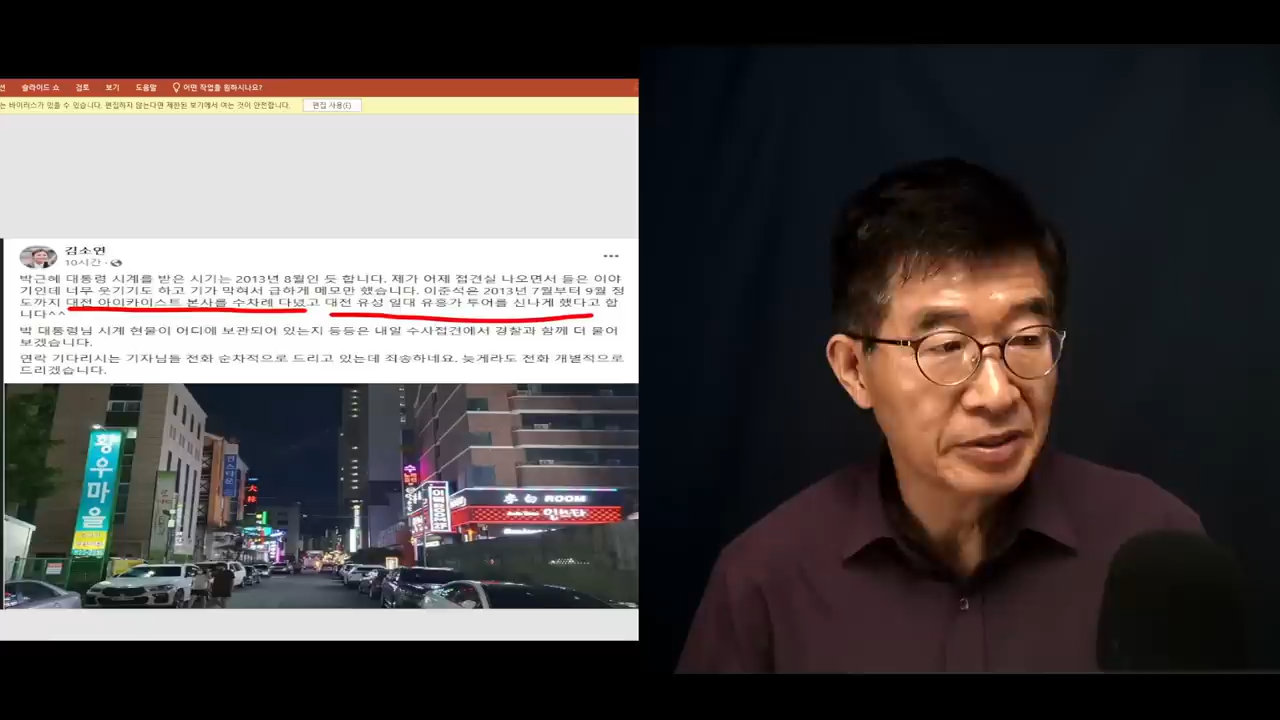 션 슬라이드 쇼 검토 보기 도움말 어떤 작업을 원하시나요?
는 바이러스가 있을 수 있습니다. 편집하지 않는다면 제한된 보기에서 여는 것이 안전합니다. 편집 사용(E)
김소연
10시간 ·
박근혜 대통령 시계를 받은 시기는 2013년 8월인 듯 합니다. 제가 어제 접견실 나오면서 들은 이야
기인데 너무 웃기기도 하고 기가 막혀서 급하게 메모만 했습니다. 이준석은 2013년 7월부터 9월 정
도까지 대전 아이카이스트 본사를 수차례 다녔고 대전 유성 일대 유흥가 투어를 신나게 했다고 합
니다^^
박 대통령님 시계 현물이 어디에 보관되어 있는지 등등은 내일 수사접견에서 경찰과 함께 더 물어
보겠습니다.
연락 기다리시는 기자님들 전화 순차적으로 드리고 있는데 죄송하네요. 늦게라도 전화 개별적으로
드리겠습니다.
황우마을
李白 ROOM